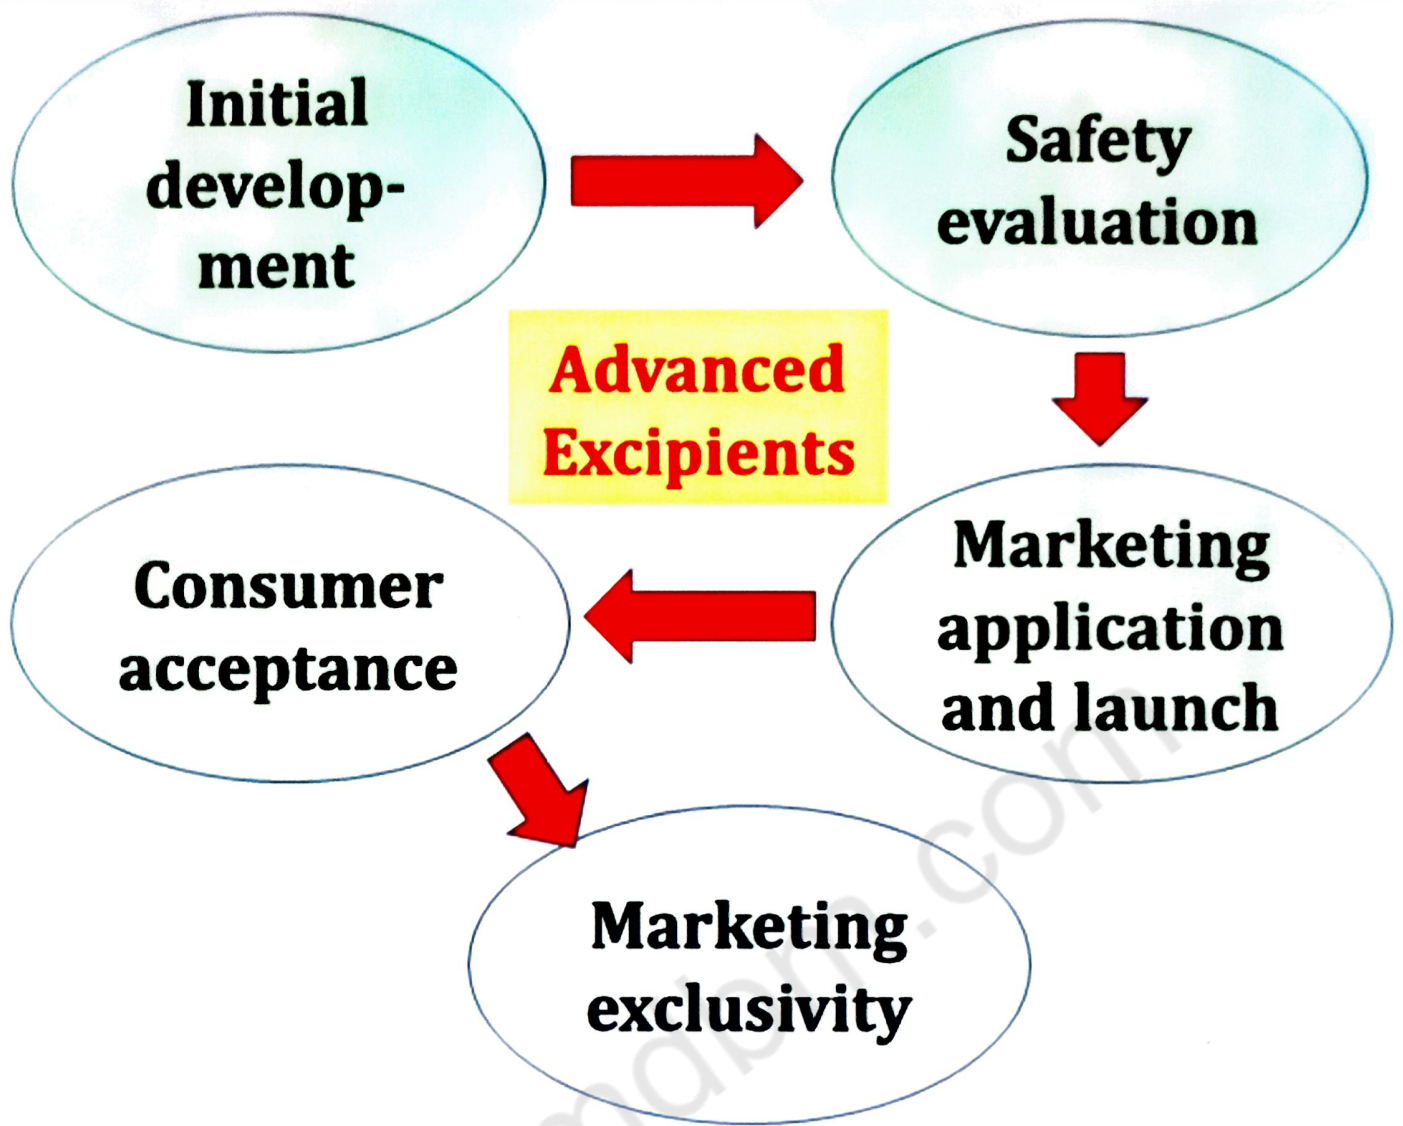 Initial
develop-
ment
Safety
evaluation
Advanced
Excipients
Marketing
application
and launch
Consumer
acceptance
Marketing
exclusivity